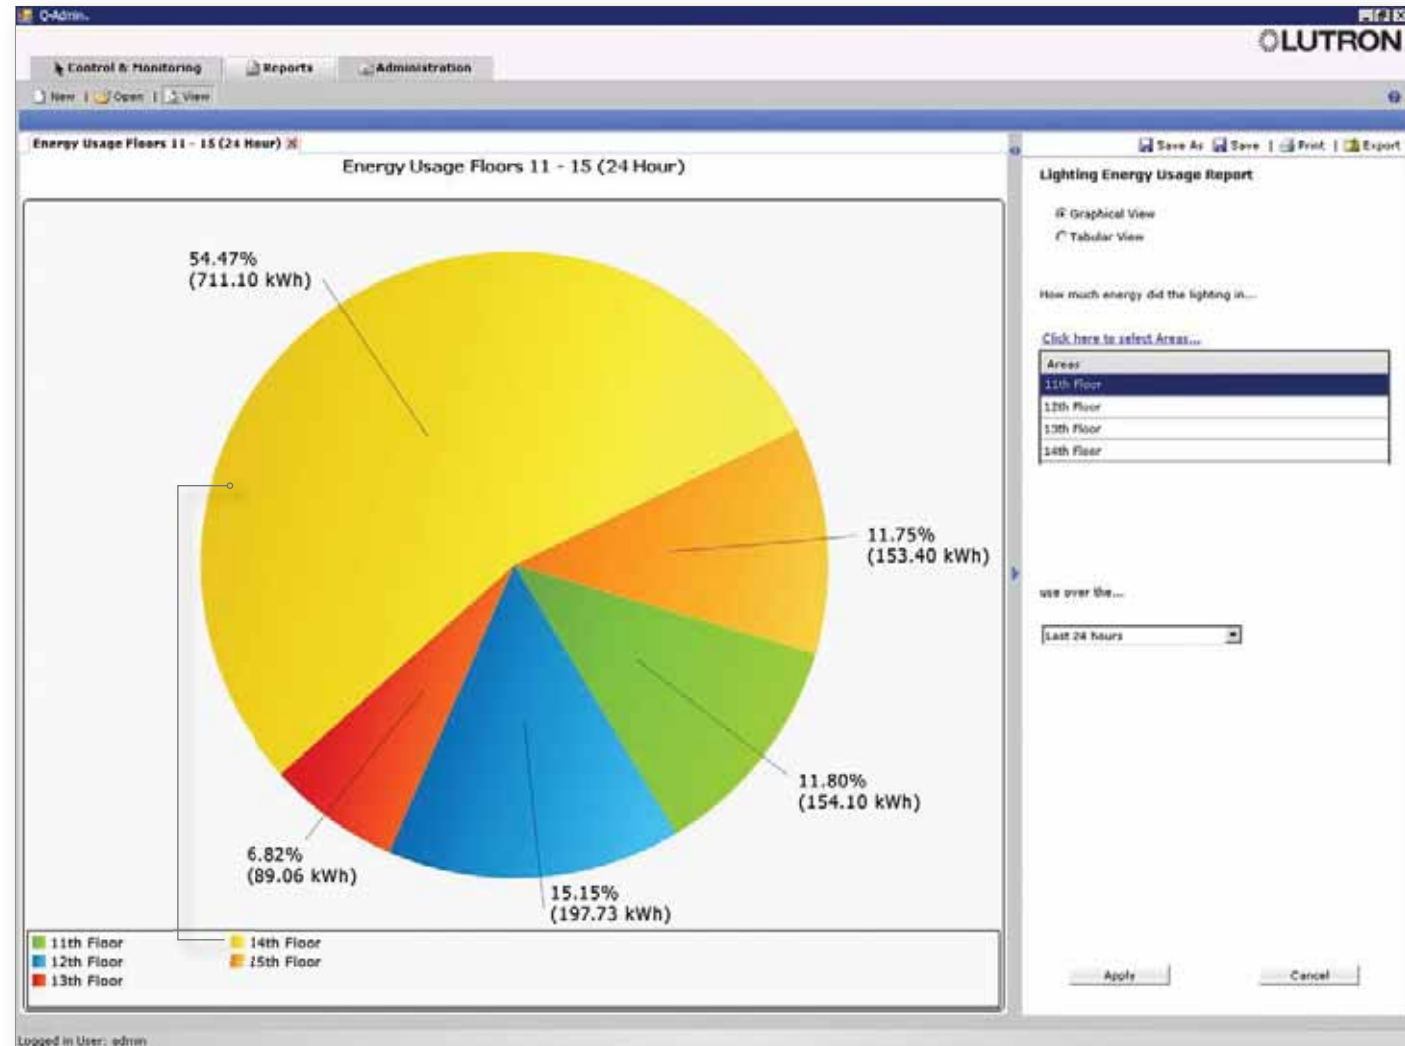 Q-Admin.
LUTRON
Control & Monitoring
Reports
Administration
New | Open | View
Energy Usage Floors 11 - 15 (24 Hour)
Energy Usage Floors 11 - 15 (24 Hour)
54.47%
(711.10 kWh)
11.75%
(153.40 kWh)
11.80%
(154.10 kWh)
6.82%
(89.06 kWh)
15.15%
(197.73 kWh)
11th Floor
12th Floor
13th Floor
14th Floor
15th Floor
Save As Save | Print | Export
Lighting Energy Usage Report
Graphical View
Tabular View
How much energy did the lighting in...
Click here to select Areas...
Areas
11th Floor
12th Floor
13th Floor
14th Floor
use over the...
Last 24 hours
Apply
Cancel
Logged in User: admin